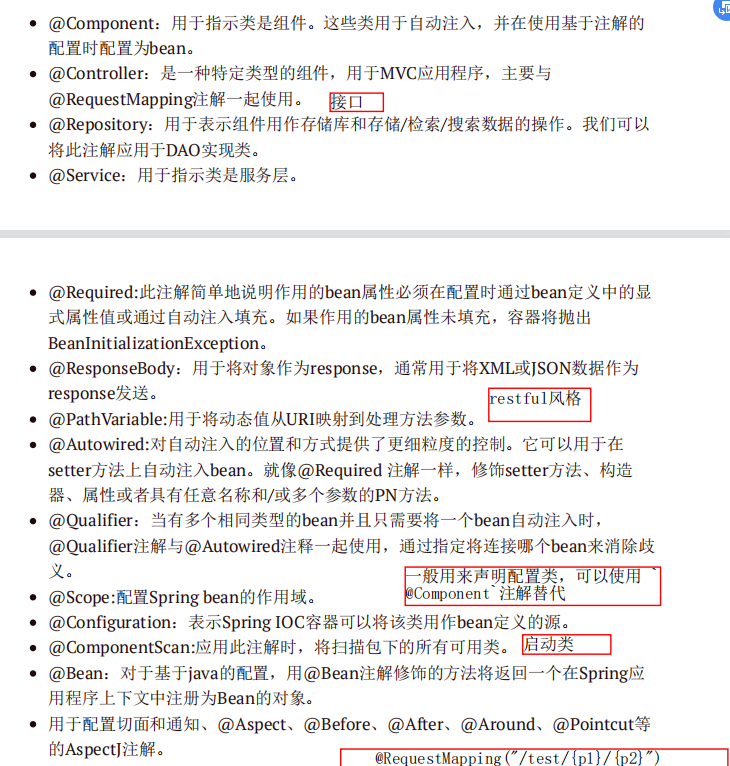 @Component：用于指示类是组件。这些类用于自动注入，并在使用基于注解的
配置时配置为bean。
@Controller：是一种特定类型的组件，用于MVC应用程序，主要与
@RequestMapping注解一起使用。
接口
@Repository：用于表示组件用作存储库和存储/检索/搜索数据的操作。我们可以
将此注解应用于DAO实现类。
@Service：用于指示类是服务层。
@Required:此注解简单地说明作用的bean属性必须在配置时通过bean定义中的显
式属性值或通过自动注入填充。如果作用的bean属性未填充，容器将抛出
BeanInitializationException。
@ResponseBody：用于将对象作为response，通常用于将XML或JSON数据作为
response发送。
restful风格
@PathVariable:用于将动态值从URI映射到处理方法参数。
@Autowired:对自动注入的位置和方式提供了更细粒度的控制。它可以用于在
setter方法上自动注入bean。就像@Required 注解一样，修饰setter方法、构造
器、属性或者具有任意名称和/或多个参数的PN方法。
@Qualifier：当有多个相同类型的bean并且只需要将一个bean自动注入时，
@Qualifier注解与@Autowired注释一起使用，通过指定将连接哪个bean来消除歧
义。
一般用来声明配置类，可以使用 `
@Component`注解替代
@Scope:配置Spring bean的作用域。
@Configuration：表示Spring IOC容器可以将该类用作bean定义的源。
@ComponentScan:应用此注解时，将扫描包下的所有可用类。
启动类
@Bean：对于基于java的配置，用@Bean注解修饰的方法将返回一个在Spring应
用程序上下文中注册为Bean的对象。
用于配置切面和通知、@Aspect、@Before、@After、@Around、@Pointcut等
的AspectJ注解。
@RequestMapping("/test/{p1}/{p2}")